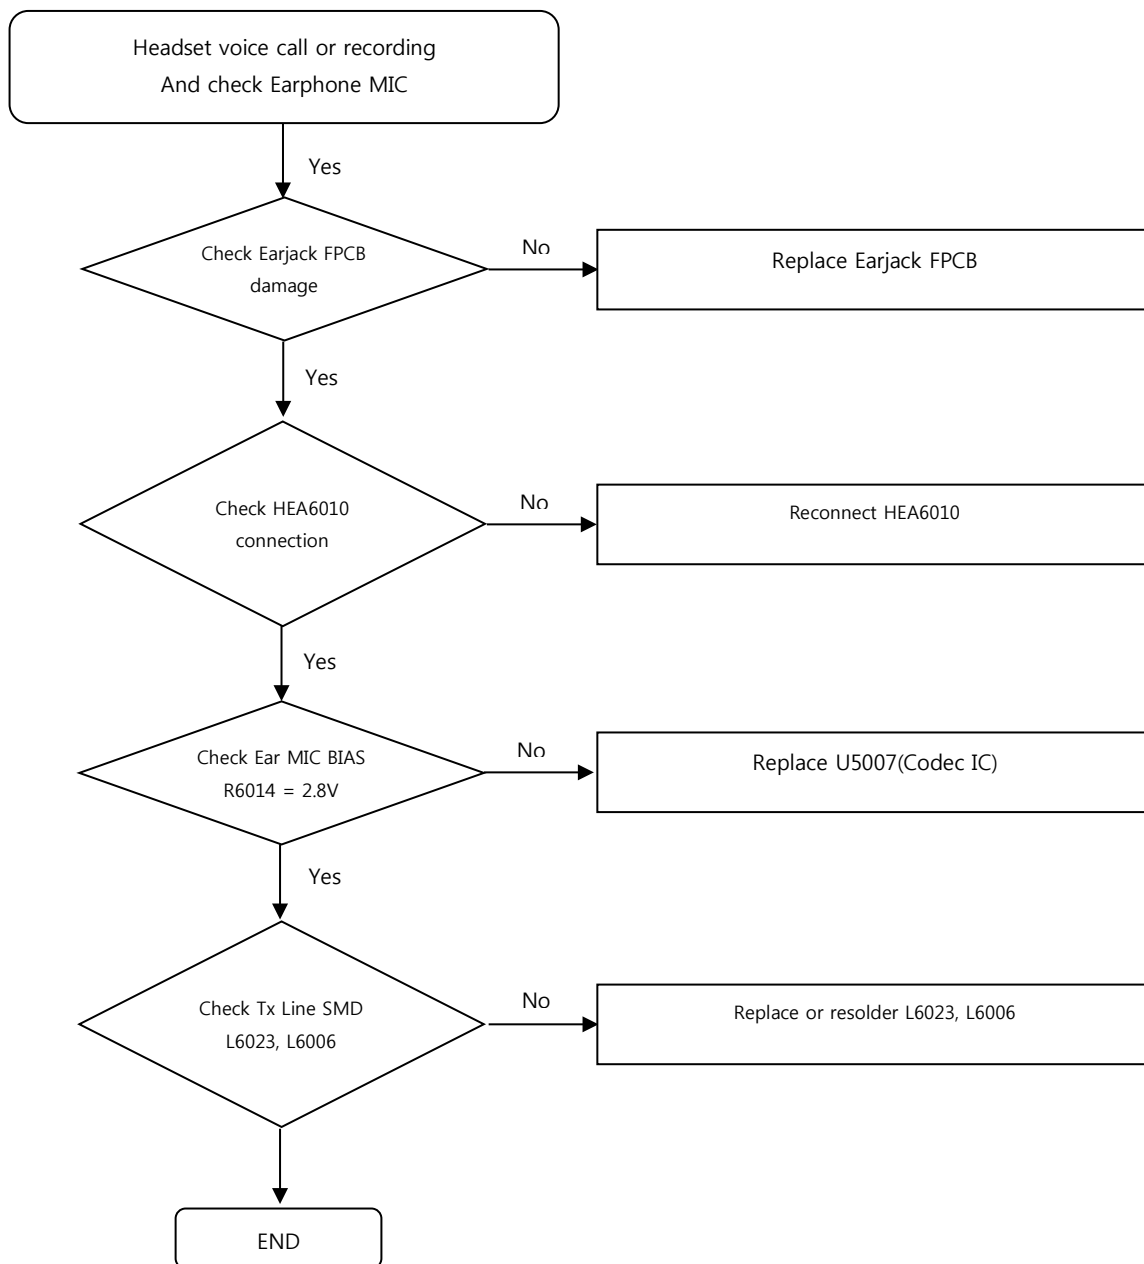 Headset voice call or recording
And check Earphone MIC
Yes
Check Earjack FPCB
damage
No
Replace Earjack FPCB
Yes
Check HEA6010
connection
No
Reconnect HEA6010
Yes
Check Ear MIC BIAS
R6014 = 2.8V
No
Replace U5007(Codec IC)
Yes
Check Tx Line SMD
L6023, L6006
No
Replace or resolder L6023, L6006
END